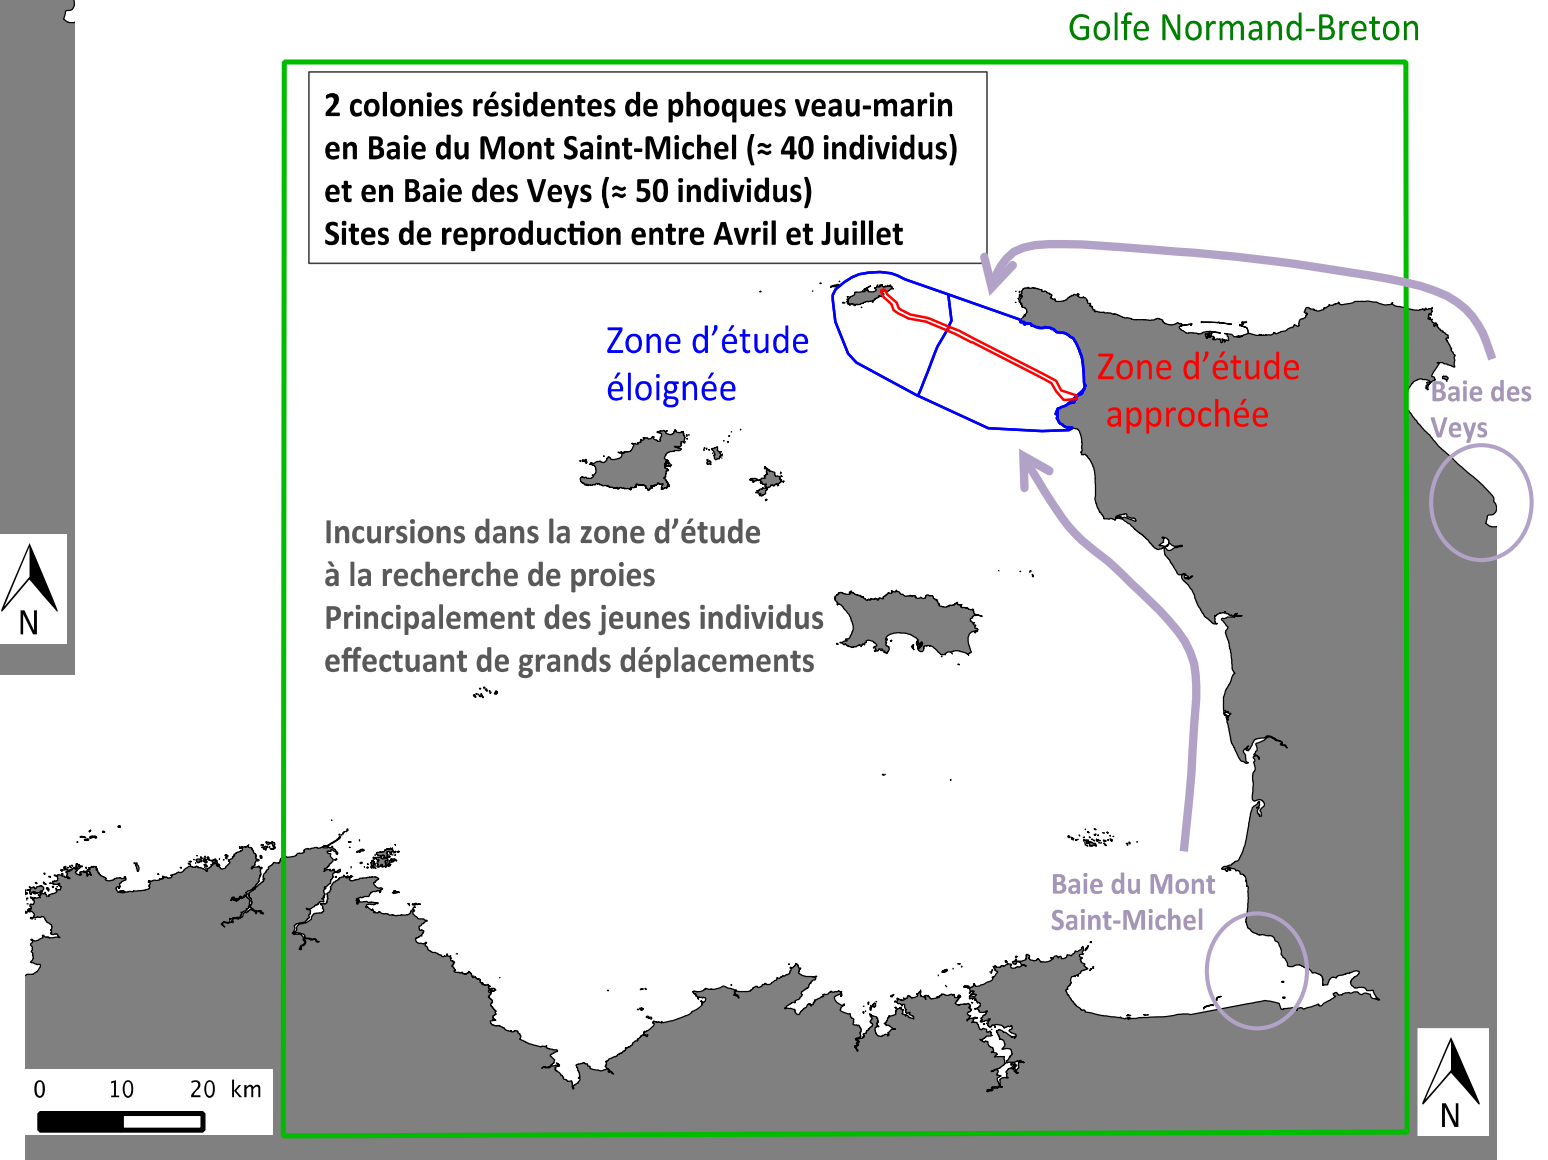 Golfe Normand-Breton
2 colonies résidentes de phoques veau-marin
en Baie du Mont Saint-Michel (≈ 40 individus)
et en Baie des Veys (≈ 50 individus)
Sites de reproduction entre Avril et Juillet
Zone d’étude
éloignée
Zone d’étude
approchée
Baie des
Veys
Incursions dans la zone d’étude
à la recherche de proies
Principalement des jeunes individus
effectuant de grands déplacements
N
Baie du Mont
Saint-Michel
0 10 20 km
N